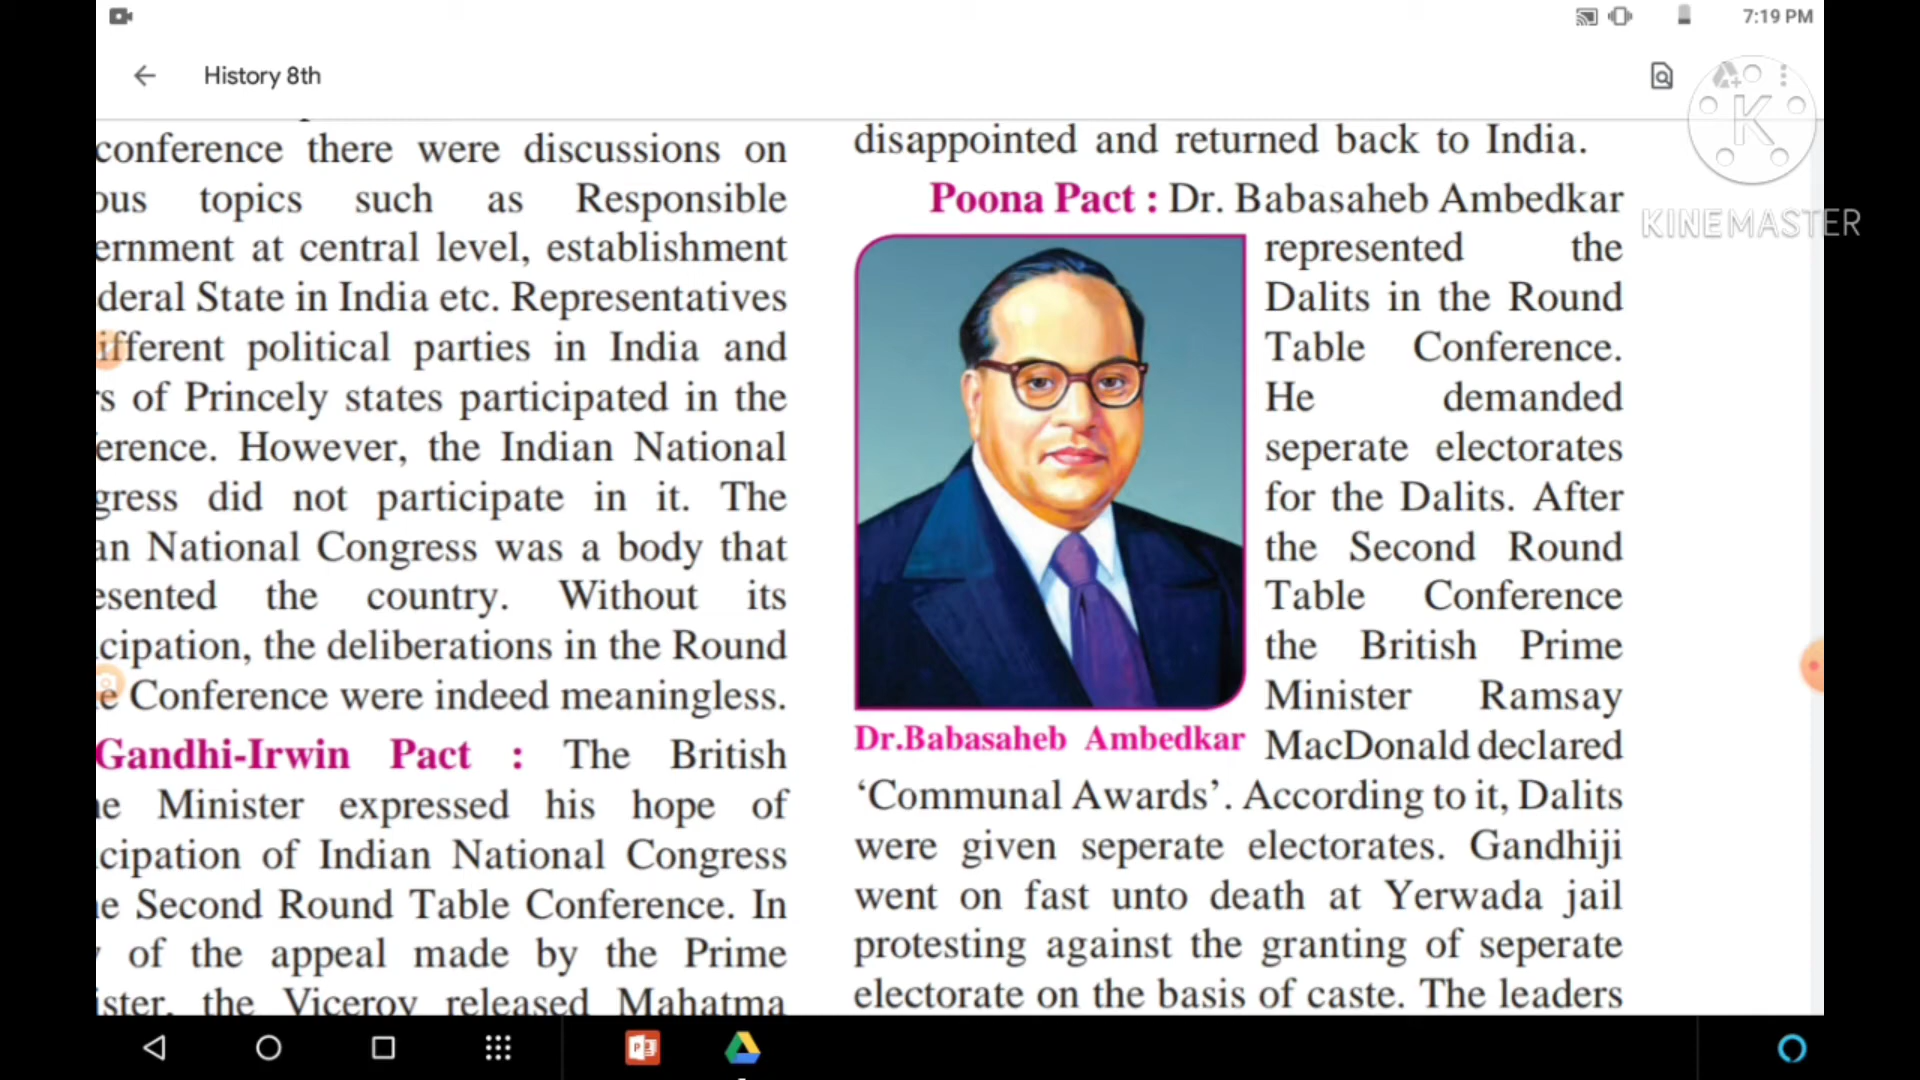 7:19 PM
History 8th
KINEMASTER
conference there were discussions on
ous topics such as Responsible
ernment at central level, establishment
deral State in India etc. Representatives
ifferent political parties in India and
rs of Princely states participated in the
erence. However, the Indian National
gress did not participate in it. The
an National Congress was a body that
esented the country. Without its
cipation, the deliberations in the Round
e Conference were indeed meaningless.
Gandhi-Irwin Pact : The British
e Minister expressed his hope of
cipation of Indian National Congress
e Second Round Table Conference. In
of the appeal made by the Prime
ister, the Viceroy released Mahatma
disappointed and returned back to India.
Poona Pact : Dr. Babasaheb Ambedkar
represented the
Dalits in the Round
Table Conference.
He demanded
seperate electorates
for the Dalits. After
the Second Round
Table Conference
the British Prime
Minister Ramsay
MacDonald declared
Dr.Babasaheb Ambedkar
‘Communal Awards’. According to it, Dalits
were given seperate electorates. Gandhiji
went on fast unto death at Yerwada jail
protesting against the granting of seperate
electorate on the basis of caste. The leaders